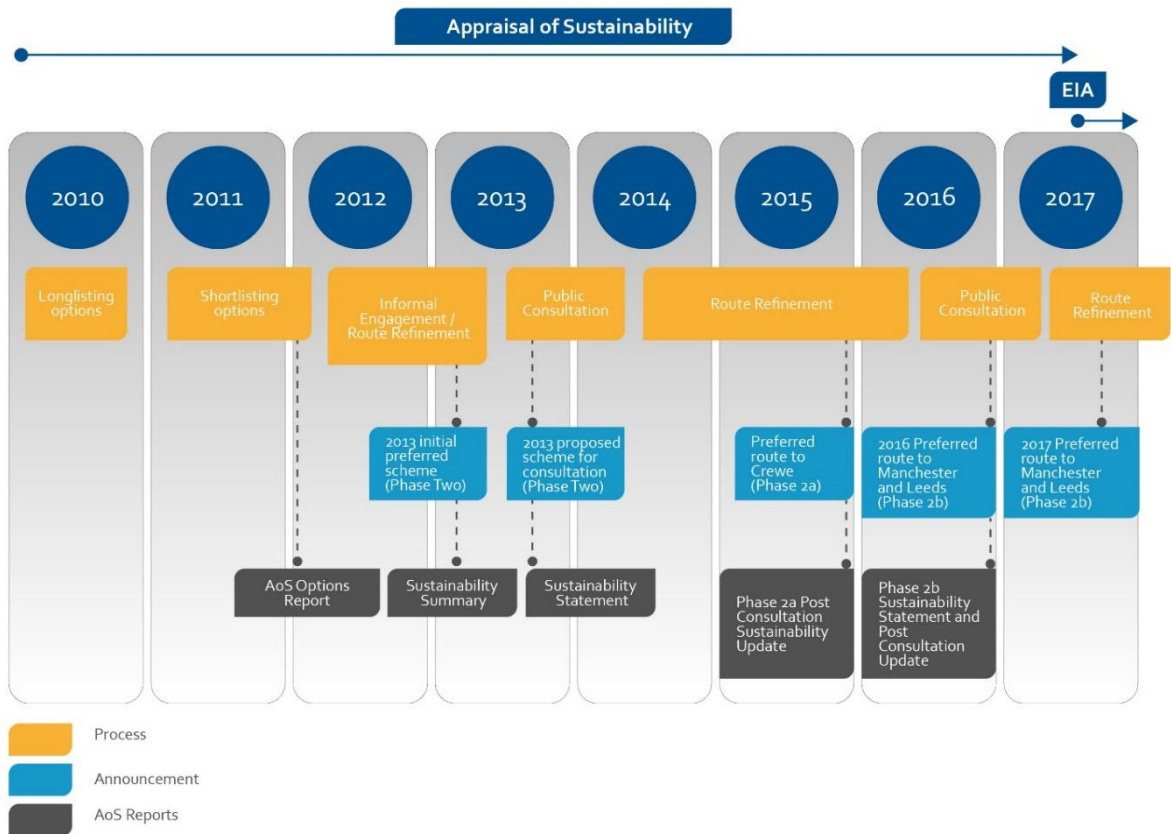 Appraisal of Sustainability
EIA
2010
2011
2012
2013
2014
2015
2016
2017
Longlisting
options
Shortlisting
options
Informal
Engagement /
Route Refinement
Public
Consultation
Route Refinement
Public
Consultation
Route
Refinement
2013 initial
preferred
scheme
(Phase Two)
2013 proposed
scheme for
consultation
(Phase Two)
Preferred
route to
Crewe
(Phase 2a)
2016 Preferred
route to
Manchester
and Leeds
(Phase 2b)
2017 Preferred
route to
Manchester
and Leeds
(Phase 2b)
AoS Options
Report
Sustainability
Summary
Sustainability
Statement
Phase 2a Post
Consultation
Sustainability
Update
Phase 2b
Sustainability
Statement and
Post
Consultation
Update
Process
Announcement
AoS Reports